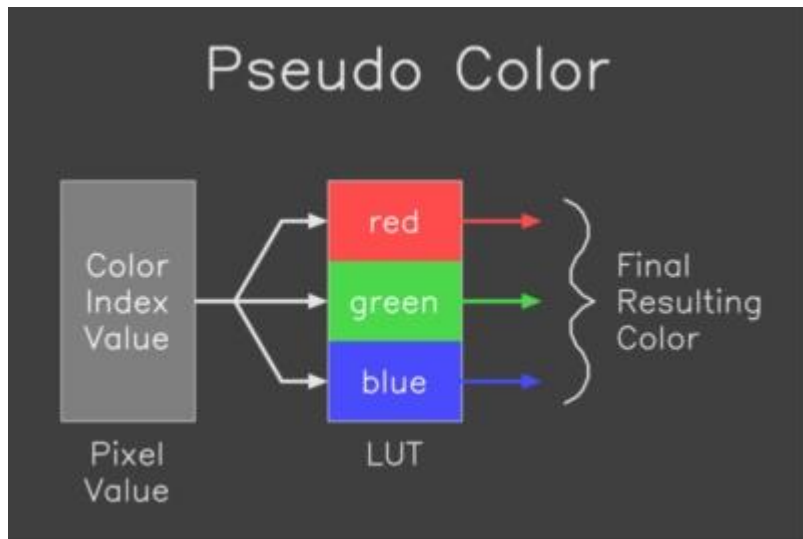 Pseudo Color
Color
Index
Value
red
green
blue
Final
Resulting
Color
Pixel
Value
LUT